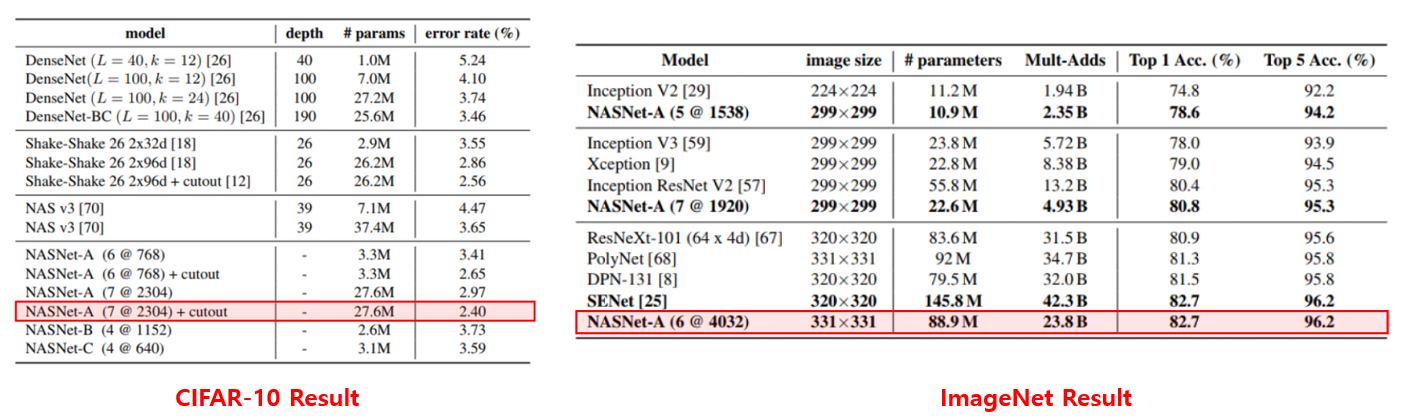 model depth # params error rate (%)
DenseNet (L = 40, k = 12) [26] 40 1.0M 5.24
DenseNet(L = 100, k = 12) [26] 100 7.0M 4.10
DenseNet (L = 100, k = 24) [26] 100 27.2M 3.74
DenseNet-BC (L = 100, k = 40) [26] 190 25.6M 3.46
Shake-Shake 26 2x32d [18] 26 2.9M 3.55
Shake-Shake 26 2x96d [18] 26 26.2M 2.86
Shake-Shake 26 2x96d + cutout [12] 26 26.2M 2.56
NAS v3 [70] 39 7.1M 4.47
NAS v3 [70] 39 37.4M 3.65
NASNet-A (6 @ 768) - 3.3M 3.41
NASNet-A (6 @ 768) + cutout - 3.3M 2.65
NASNet-A (7 @ 2304) - 27.6M 2.97
NASNet-A (7 @ 2304) + cutout - 27.6M 2.40
NASNet-B (4 @ 1152) - 2.6M 3.73
NASNet-C (4 @ 640) - 3.1M 3.59
CIFAR-10 Result
Model image size # parameters Mult-Adds Top 1 Acc. (%) Top 5 Acc. (%)
Inception V2 [29] 224×224 11.2 M 1.94 B 74.8 92.2
NASNet-A (5 @ 1538) 299×299 10.9 M 2.35 B 78.6 94.2
Inception V3 [59] 299×299 23.8 M 5.72 B 78.0 93.9
Xception [9] 299×299 22.8 M 8.38 B 79.0 94.5
Inception ResNet V2 [57] 299×299 55.8 M 13.2 B 80.4 95.3
NASNet-A (7 @ 1920) 299×299 22.6 M 4.93 B 80.8 95.3
ResNeXt-101 (64 x 4d) [67] 320×320 83.6 M 31.5 B 80.9 95.6
PolyNet [68] 331×331 92 M 34.7 B 81.3 95.8
DPN-131 [8] 320×320 79.5 M 32.0 B 81.5 95.8
SENet [25] 320×320 145.8 M 42.3 B 82.7 96.2
NASNet-A (6 @ 4032) 331×331 88.9 M 23.8 B 82.7 96.2
ImageNet Result